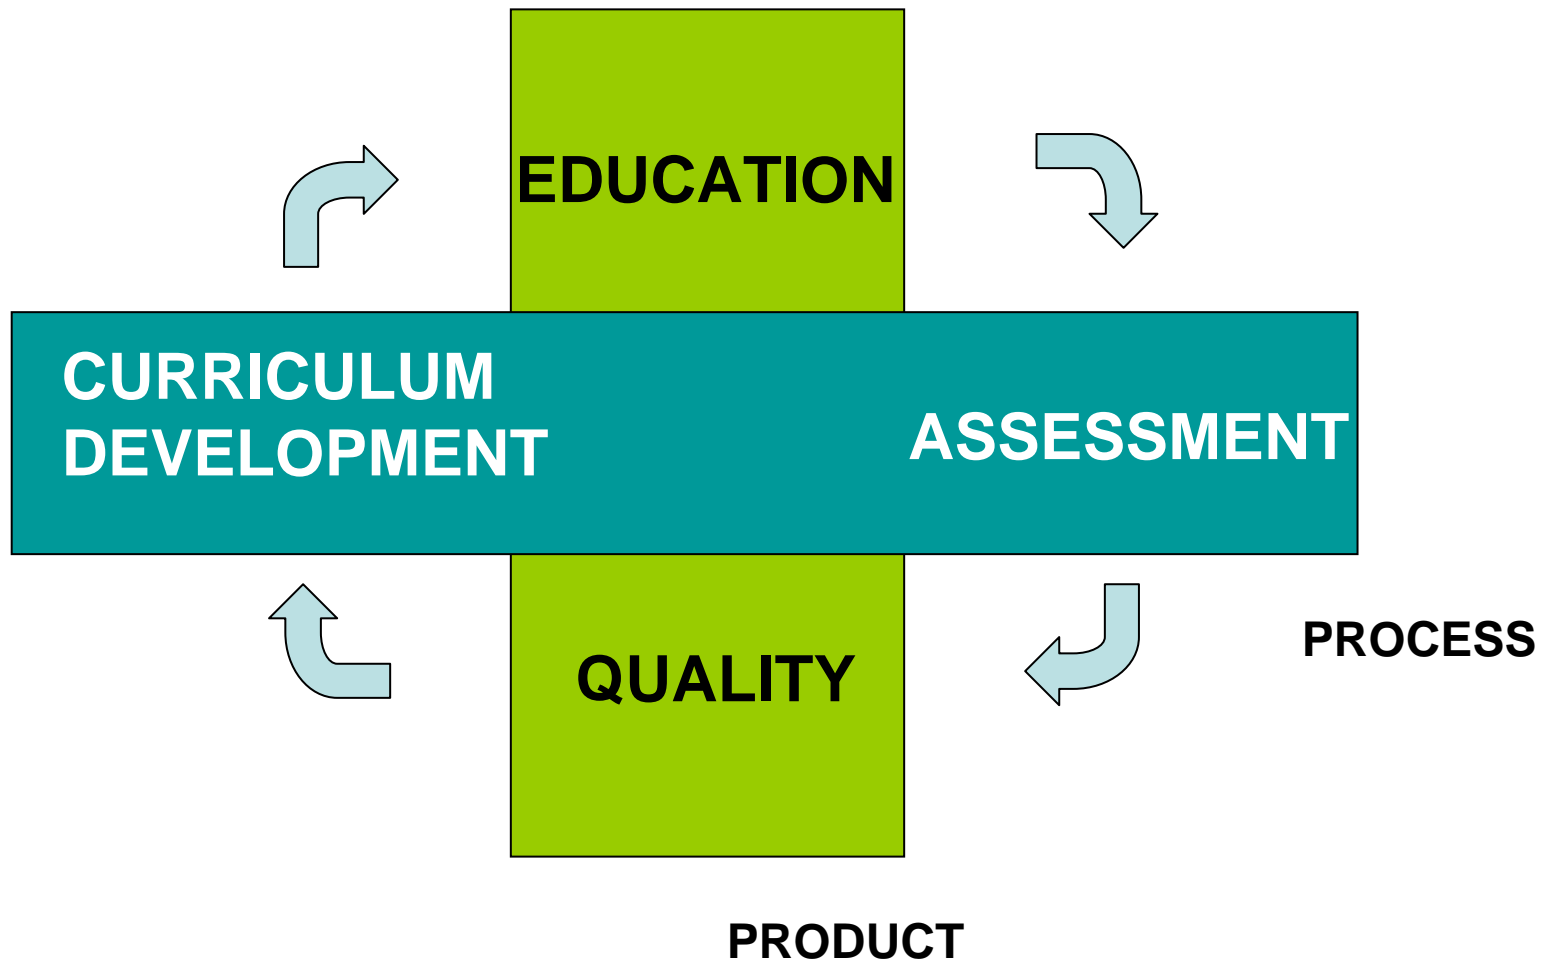 EDUCATION
CURRICULUM
DEVELOPMENT
ASSESSMENT
PROCESS
QUALITY
PRODUCT